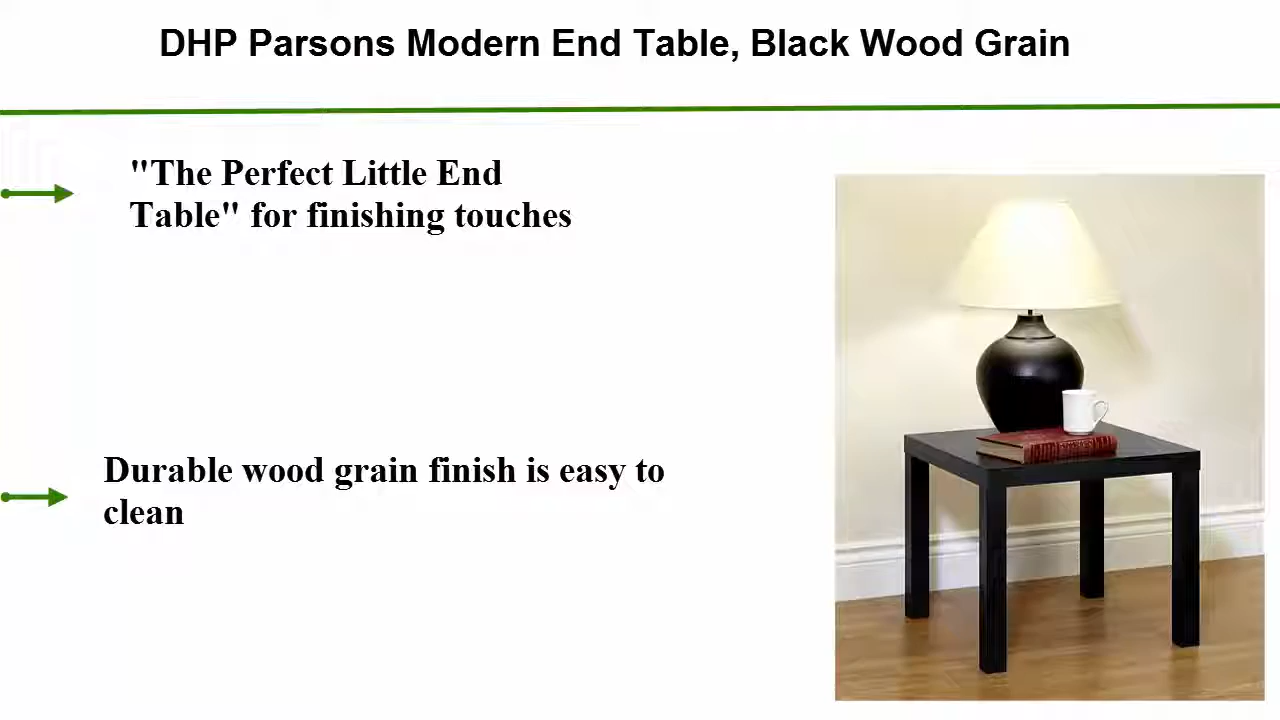 DHP Parsons Modern End Table, Black Wood Grain
"The Perfect Little End
Table" for finishing touches
Durable wood grain finish is easy to
clean